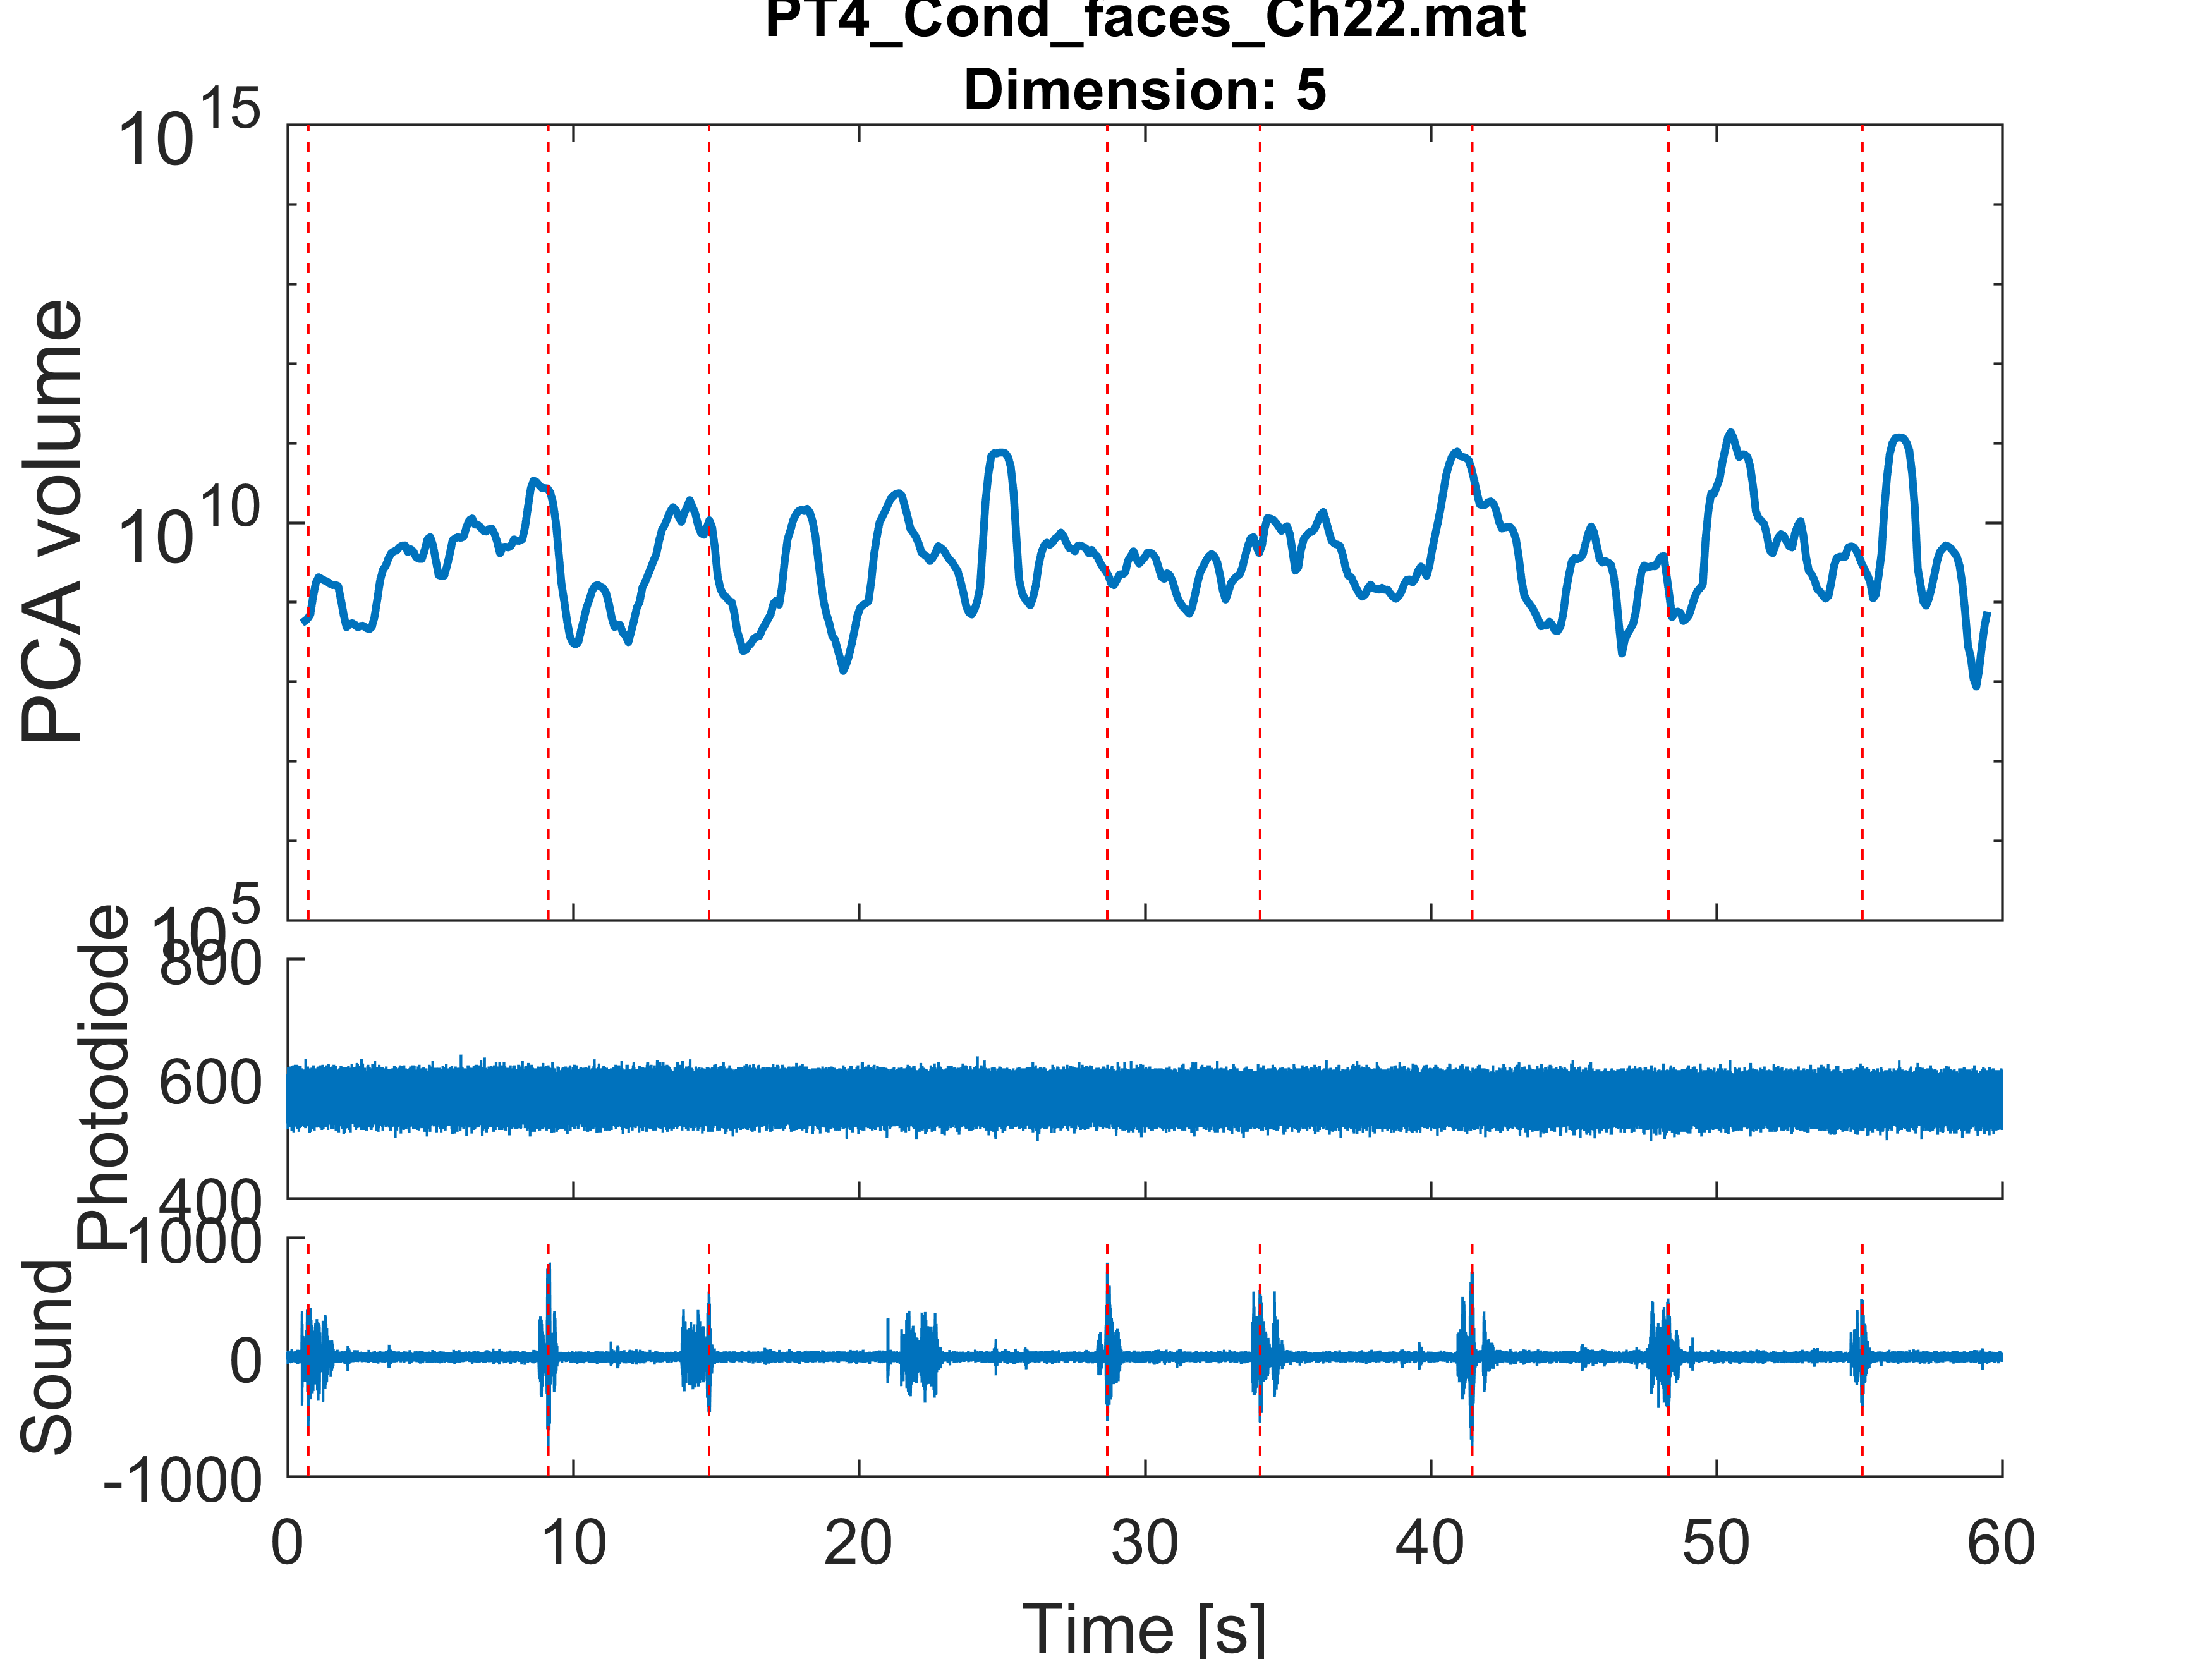 PT4_Cond_faces_Ch22.mat
Dimension: 5
10^15
10^10
10^5
PCA volume
800
600
400
Photodiode
1000
0
-1000
Sound
0 10 20 30 40 50 60
Time [s]